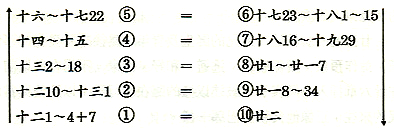 十六～十七22 ⑤ = ⑥十七23～十八1～15
十四～十五 ④ = ⑦十八16～十九29
十三2～18 ③ = ⑧廿1～廿一7
十二10～十三1 ② = ⑨廿一8～34
十二1～4+7 ① = ⑩廿二